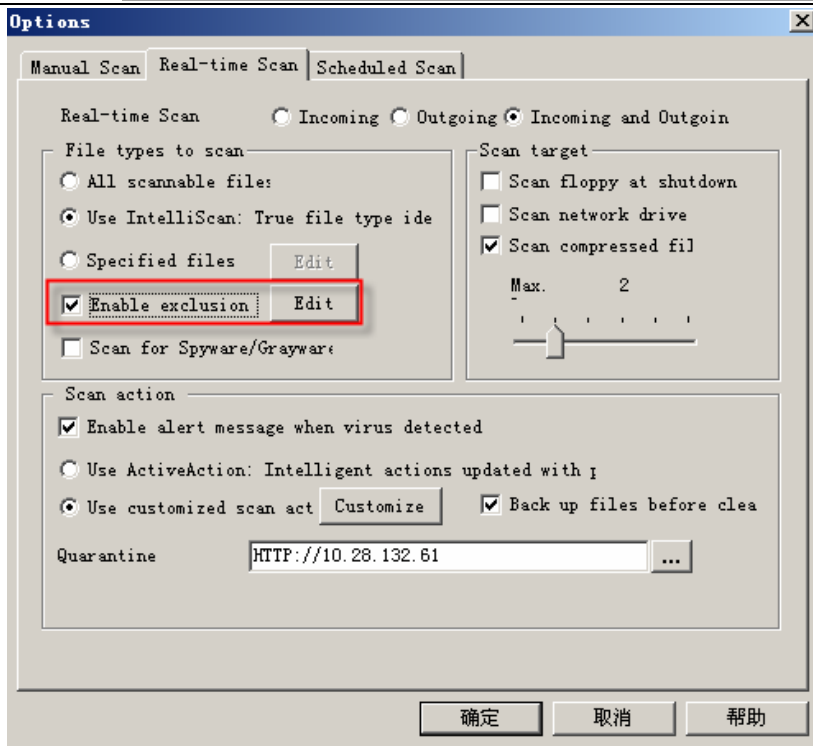 Options
Manual Scan Real-time Scan Scheduled Scan
Real-time Scan Incoming Outgoing Incoming and Outgoin
File types to scan
All scannable files
Use IntelliScan: True file type ide
Specified files Edit
Enable exclusion Edit
Scan for Spyware/Grayware
Scan target
Scan floppy at shutdown
Scan network drive
Scan compressed fil
Max. 2
Scan action
Enable alert message when virus detected
Use ActiveAction: Intelligent actions updated with p
Use customized scan act Customize Back up files before clea
Quarantine HTTP://10.28.132.61 ...
确定 取消 帮助